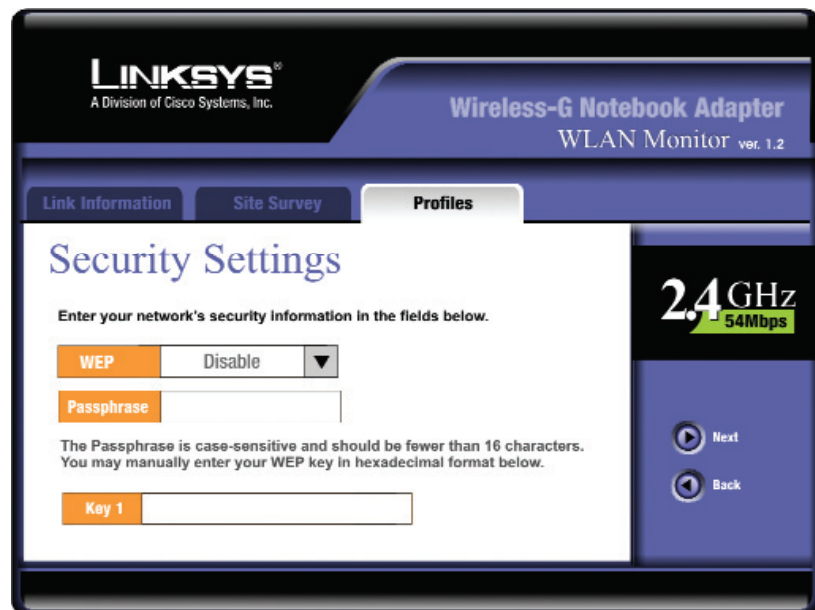 LINKSYS®
A Division of Cisco Systems, Inc.
Wireless-G Notebook Adapter
WLAN Monitor ver. 1.2
Link Information Site Survey Profiles
Security Settings
Enter your network's security information in the fields below.
WEP Disable
Passphrase
The Passphrase is case-sensitive and should be fewer than 16 characters.
You may manually enter your WEP key in hexadecimal format below.
Key 1
2.4 GHz
54Mbps
Next
Back